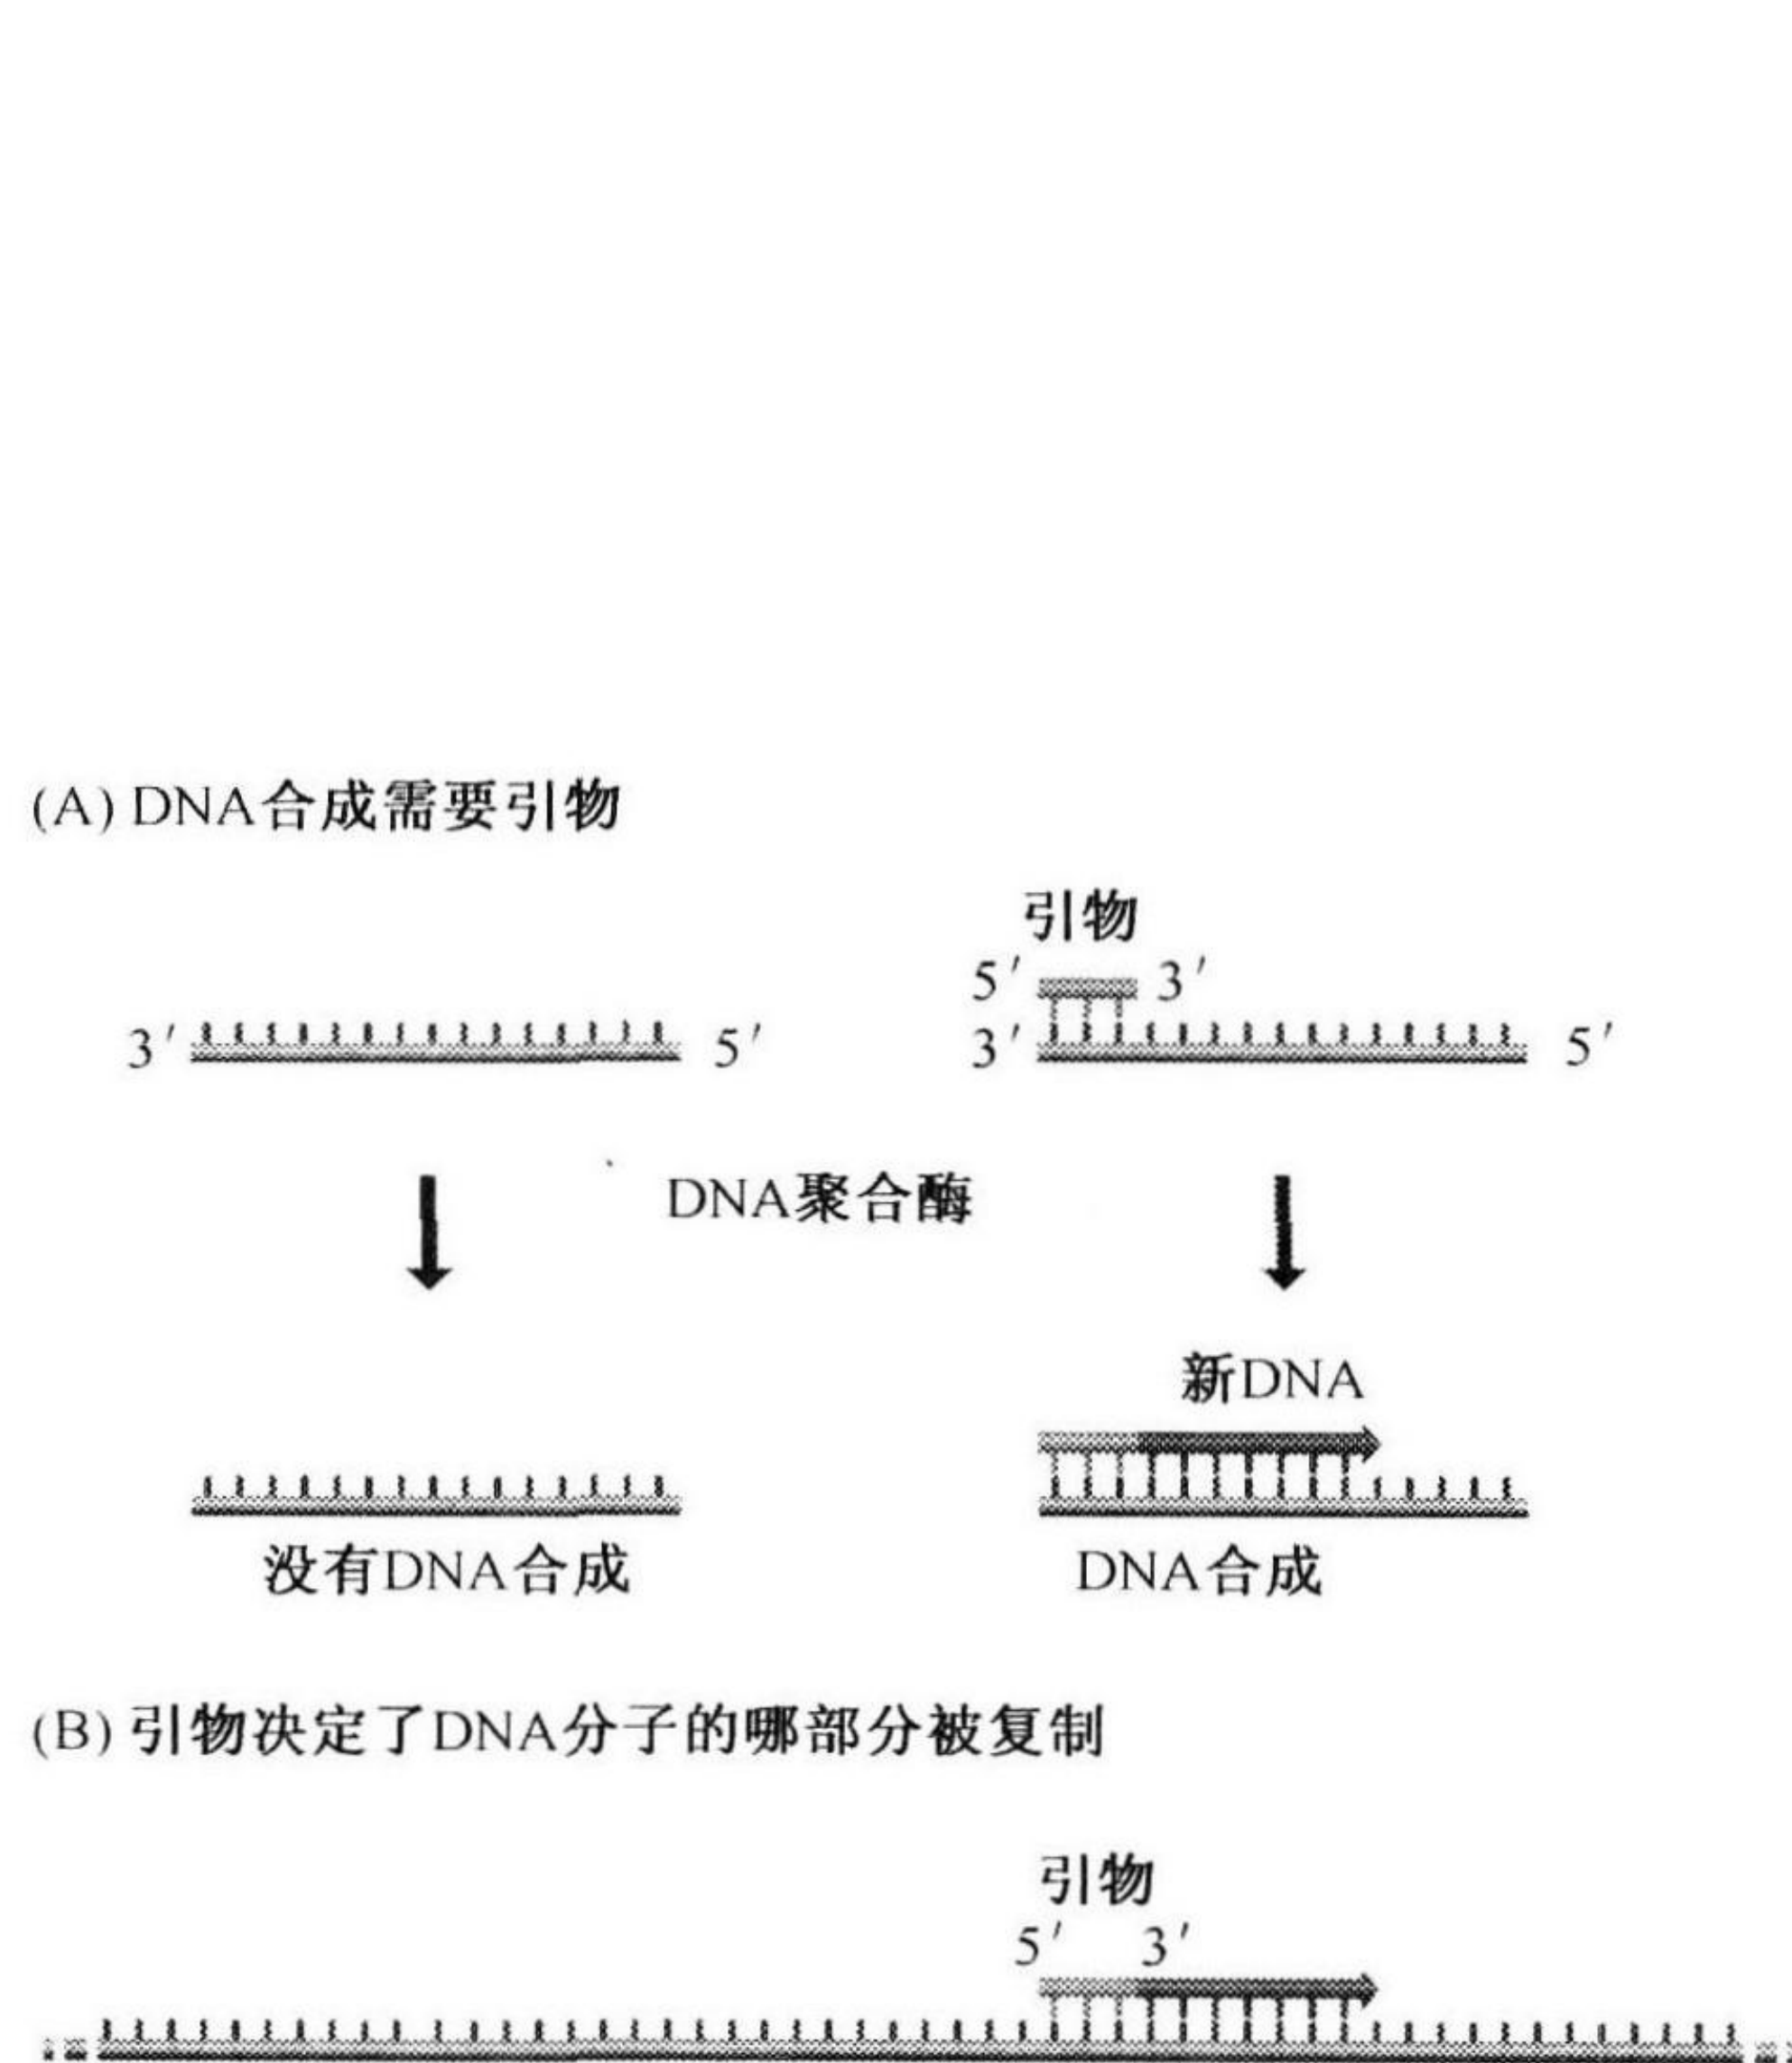 (A) DNA合成需要引物
引物
5′ 3′
3′ 5′ 3′ 5′
DNA聚合酶
新DNA
没有DNA合成 DNA合成
(B) 引物决定了DNA分子的哪部分被复制
引物
5′ 3′